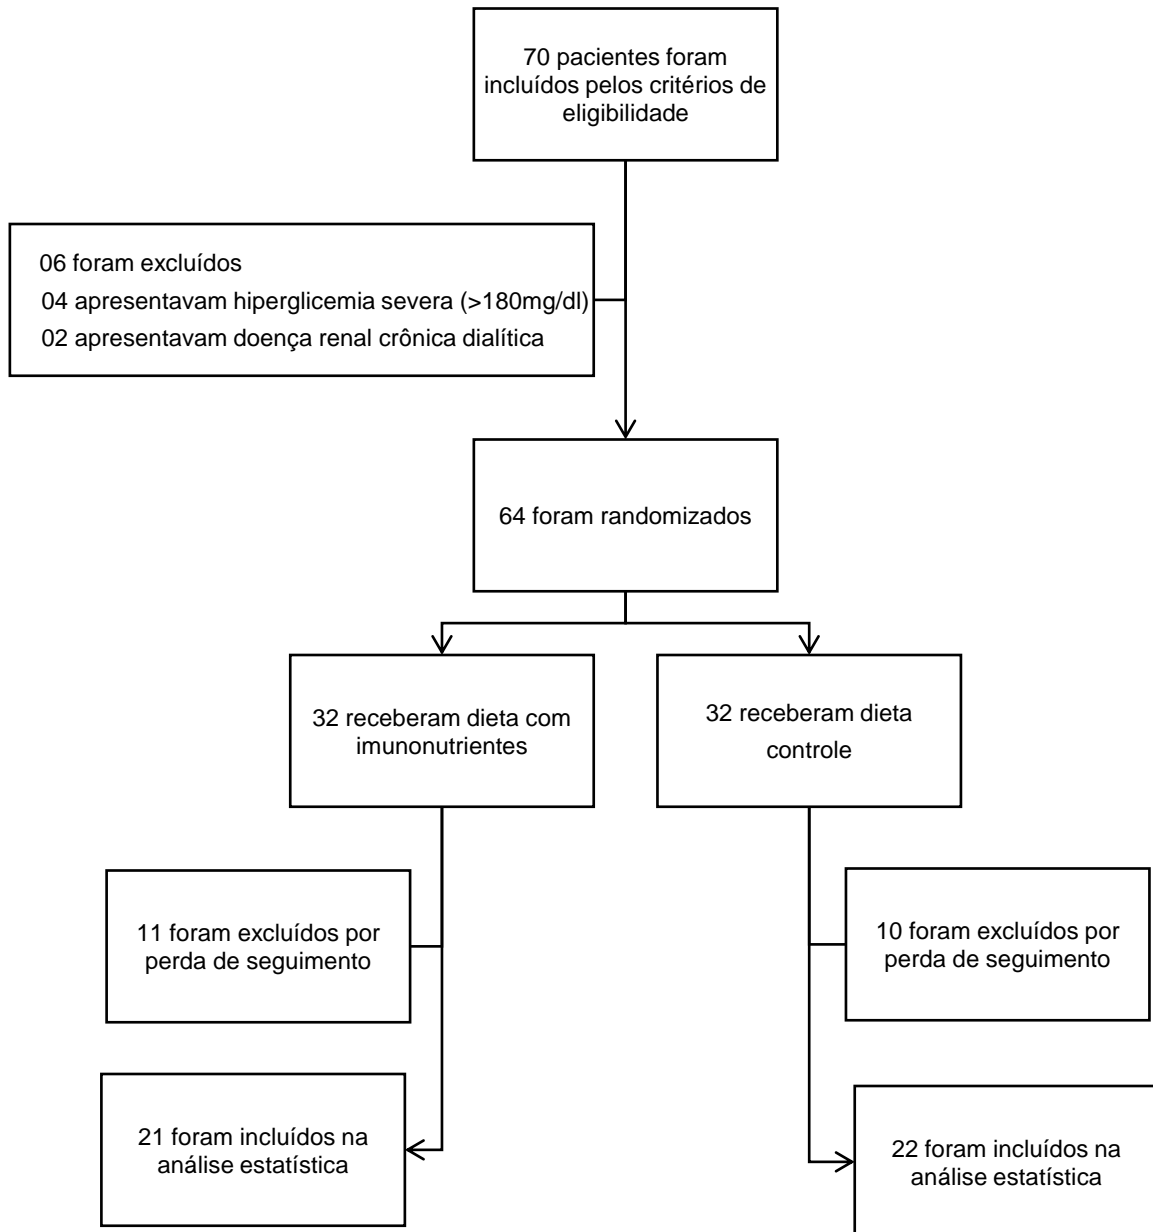 70 pacientes foram
incluídos pelos critérios de
eligibilidade
06 foram excluídos
04 apresentavam hiperglicemia severa (>180mg/dl)
02 apresentavam doença renal crônica dialítica
64 foram randomizados
32 receberam dieta com
imunonutrientes
32 receberam dieta
controle
11 foram excluídos por
perda de seguimento
10 foram excluídos por
perda de seguimento
21 foram incluídos na
análise estatística
22 foram incluídos na
análise estatística